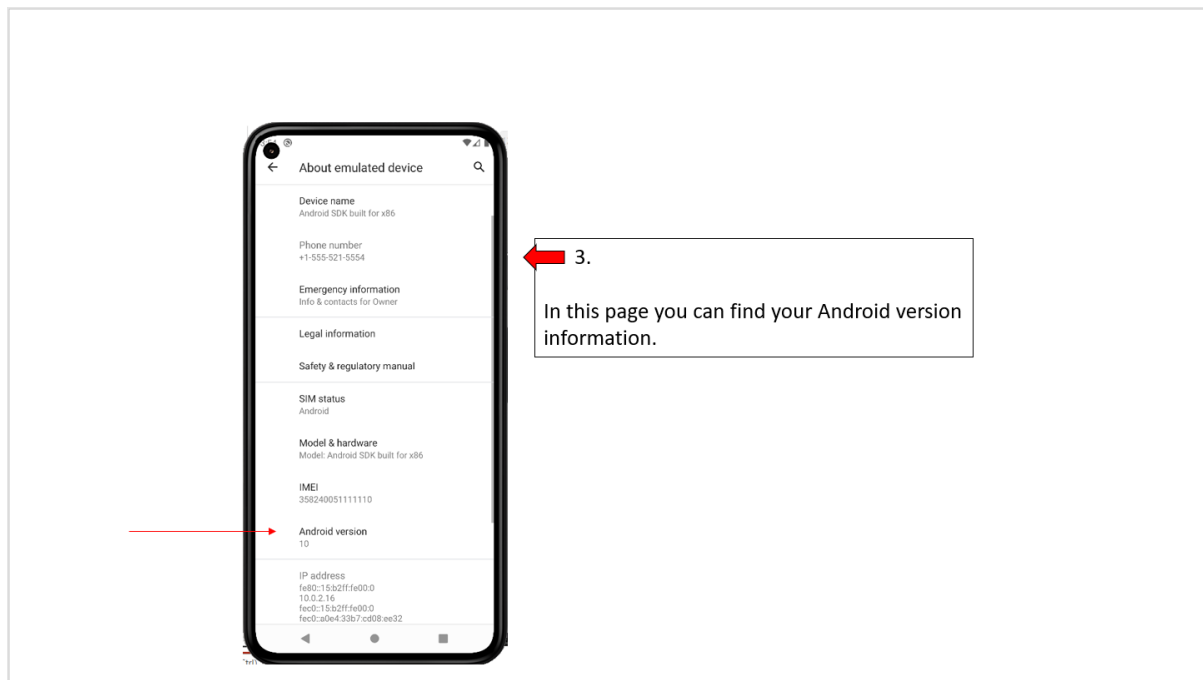 About emulated device
Device name
Android SDK built for x86
Phone number
+1-555-521-5554
Emergency information
Info & contacts for Owner
Legal information
Safety & regulatory manual
SIM status
Android
Model & hardware
Model: Android SDK built for x86
IMEI
358240051111110
Android version
10
IP address
fe80::15:b2ff:fe00:0
10.0.2.16
fec0::15:b2ff:fe00:0
fec0::a0e4:33b7:cd08:ee32
3.
In this page you can find your Android version
information.